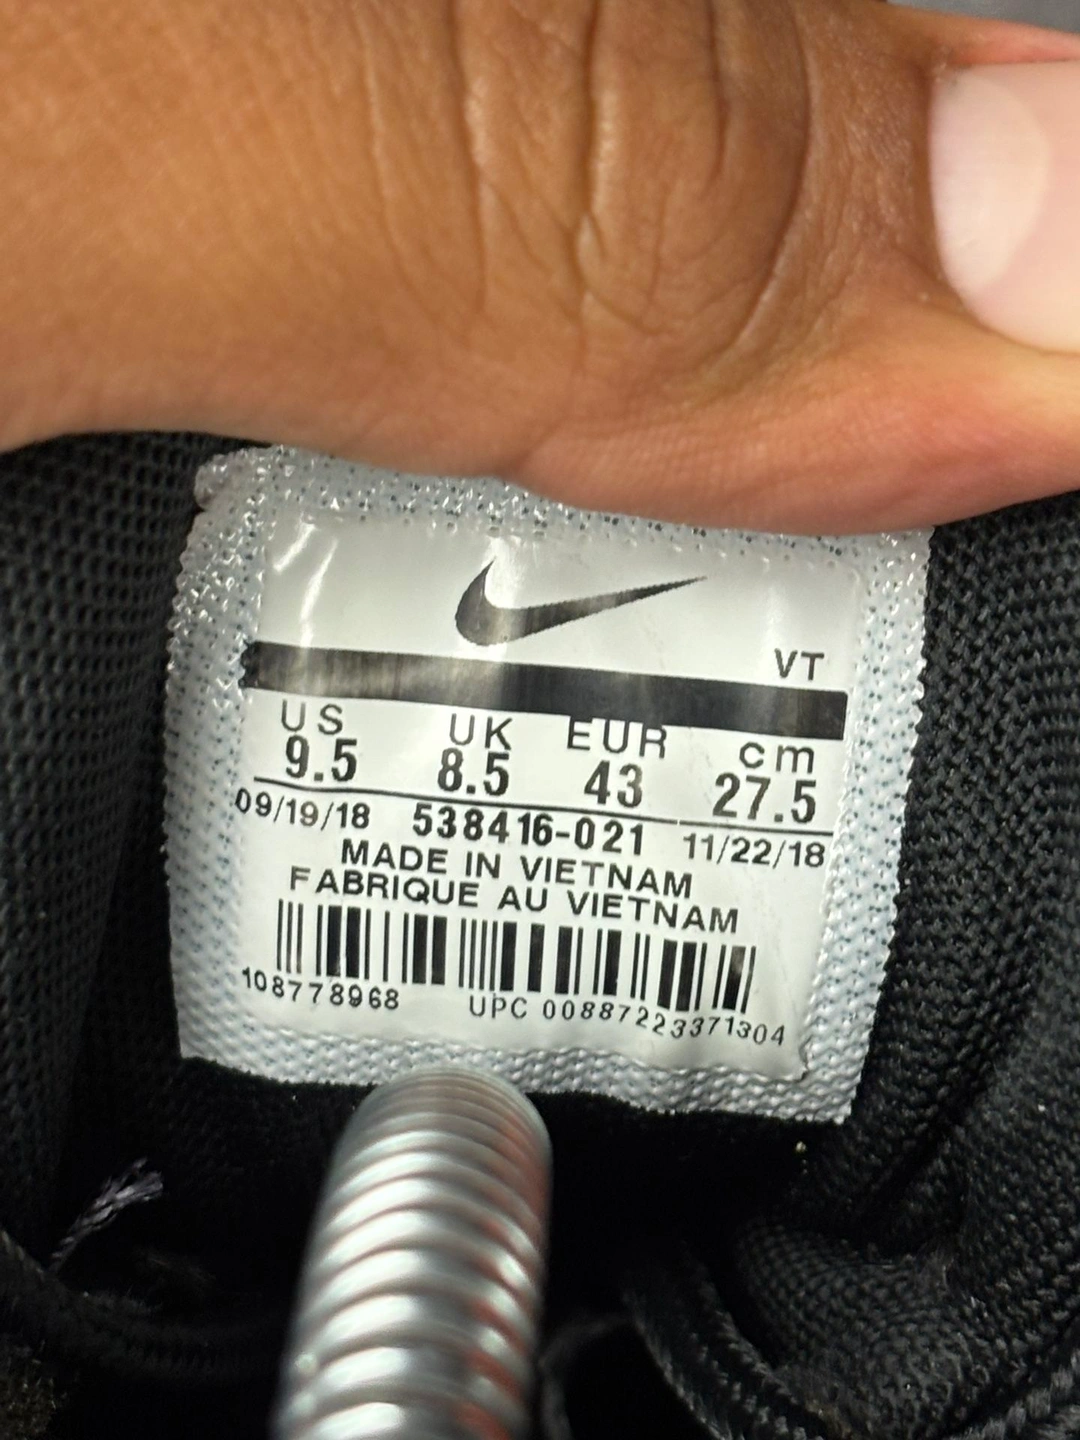 VT
US UK EUR cm
9.5 8.5 43 27.5
09/19/18 538416-021 11/22/18
MADE IN VIETNAM
FABRIQUE AU VIETNAM
108778968 UPC 00887223371304